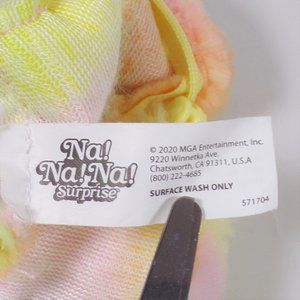 Na!
Na! Na!
Surprise
© 2020 MGA Entertainment, Inc.
9220 Winnetka Ave.
Chatsworth, CA 91311, U.S.A
(800) 222-4685
SURFACE WASH ONLY
571704